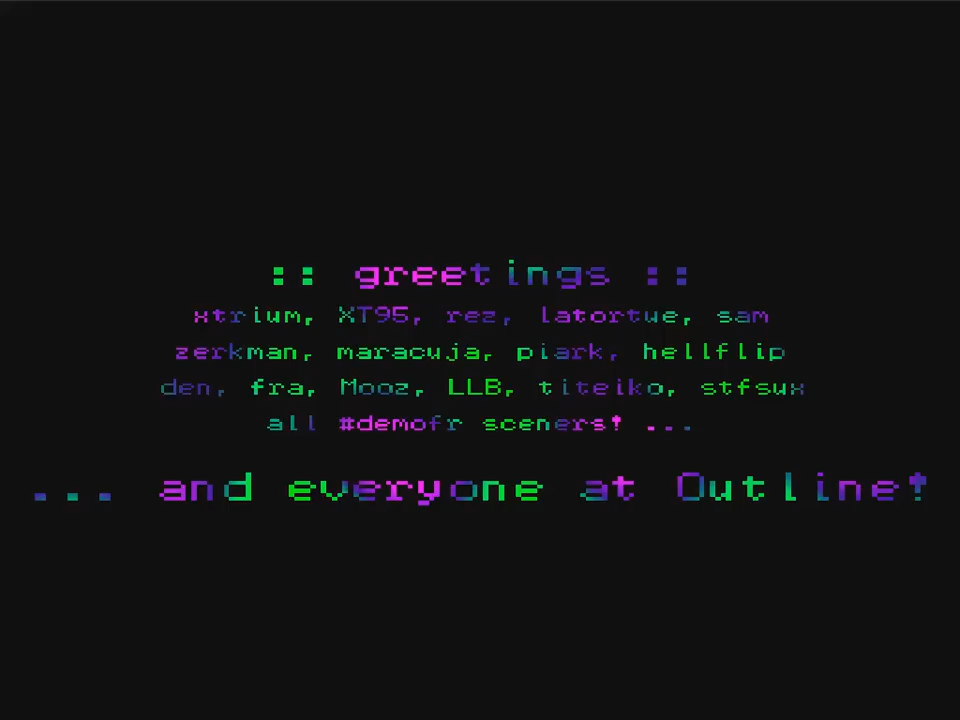 :: greetings ::
xtrium, XT95, rez, latortue, sam
zerkman, maracuja, piark, hellflip
den, fra, Mooz, LLB, titeiko, stfsux
all #demofr sceners! ...
... and everyone at Outline!